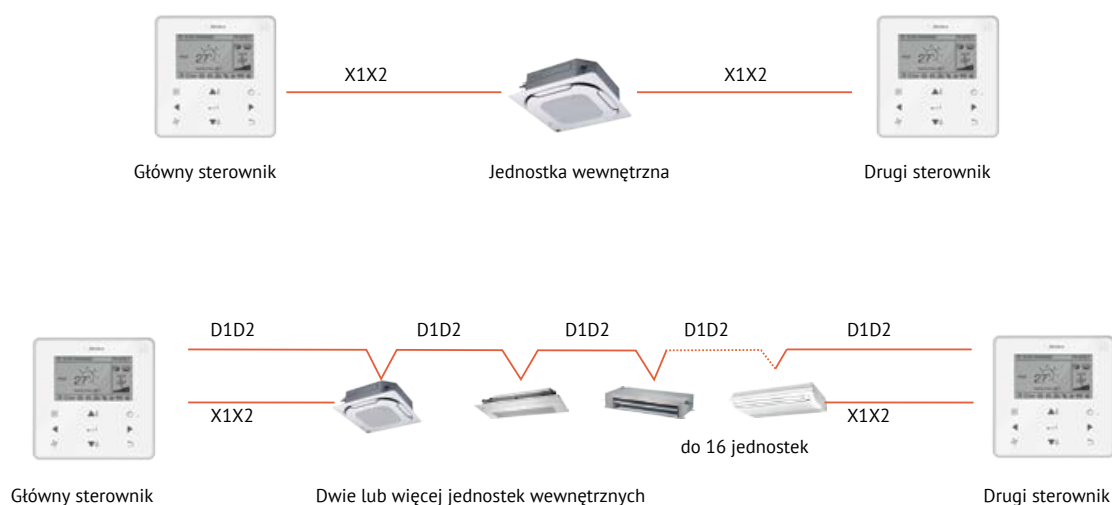 X1X2
X1X2
Główny sterownik
Jednostka wewnętrzna
Drugi sterownik
D1D2
D1D2
D1D2
D1D2
D1D2
X1X2
X1X2
do 16 jednostek
Główny sterownik
Dwie lub więcej jednostek wewnętrznych
Drugi sterownik